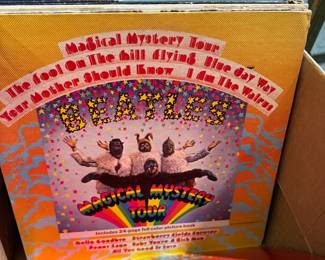 Magical Mystery Tour
The Fool On The Hill Flying Blue Jay Way
Your Mother Should Know I Am The Walrus
BEATLES
MAGICAL MYSTERY
TOUR
Includes 24-page full color picture book
Hello Goodbye Strawberry Fields Forever
Penny Lane Baby You're A Rich Man
All You Need Is Love